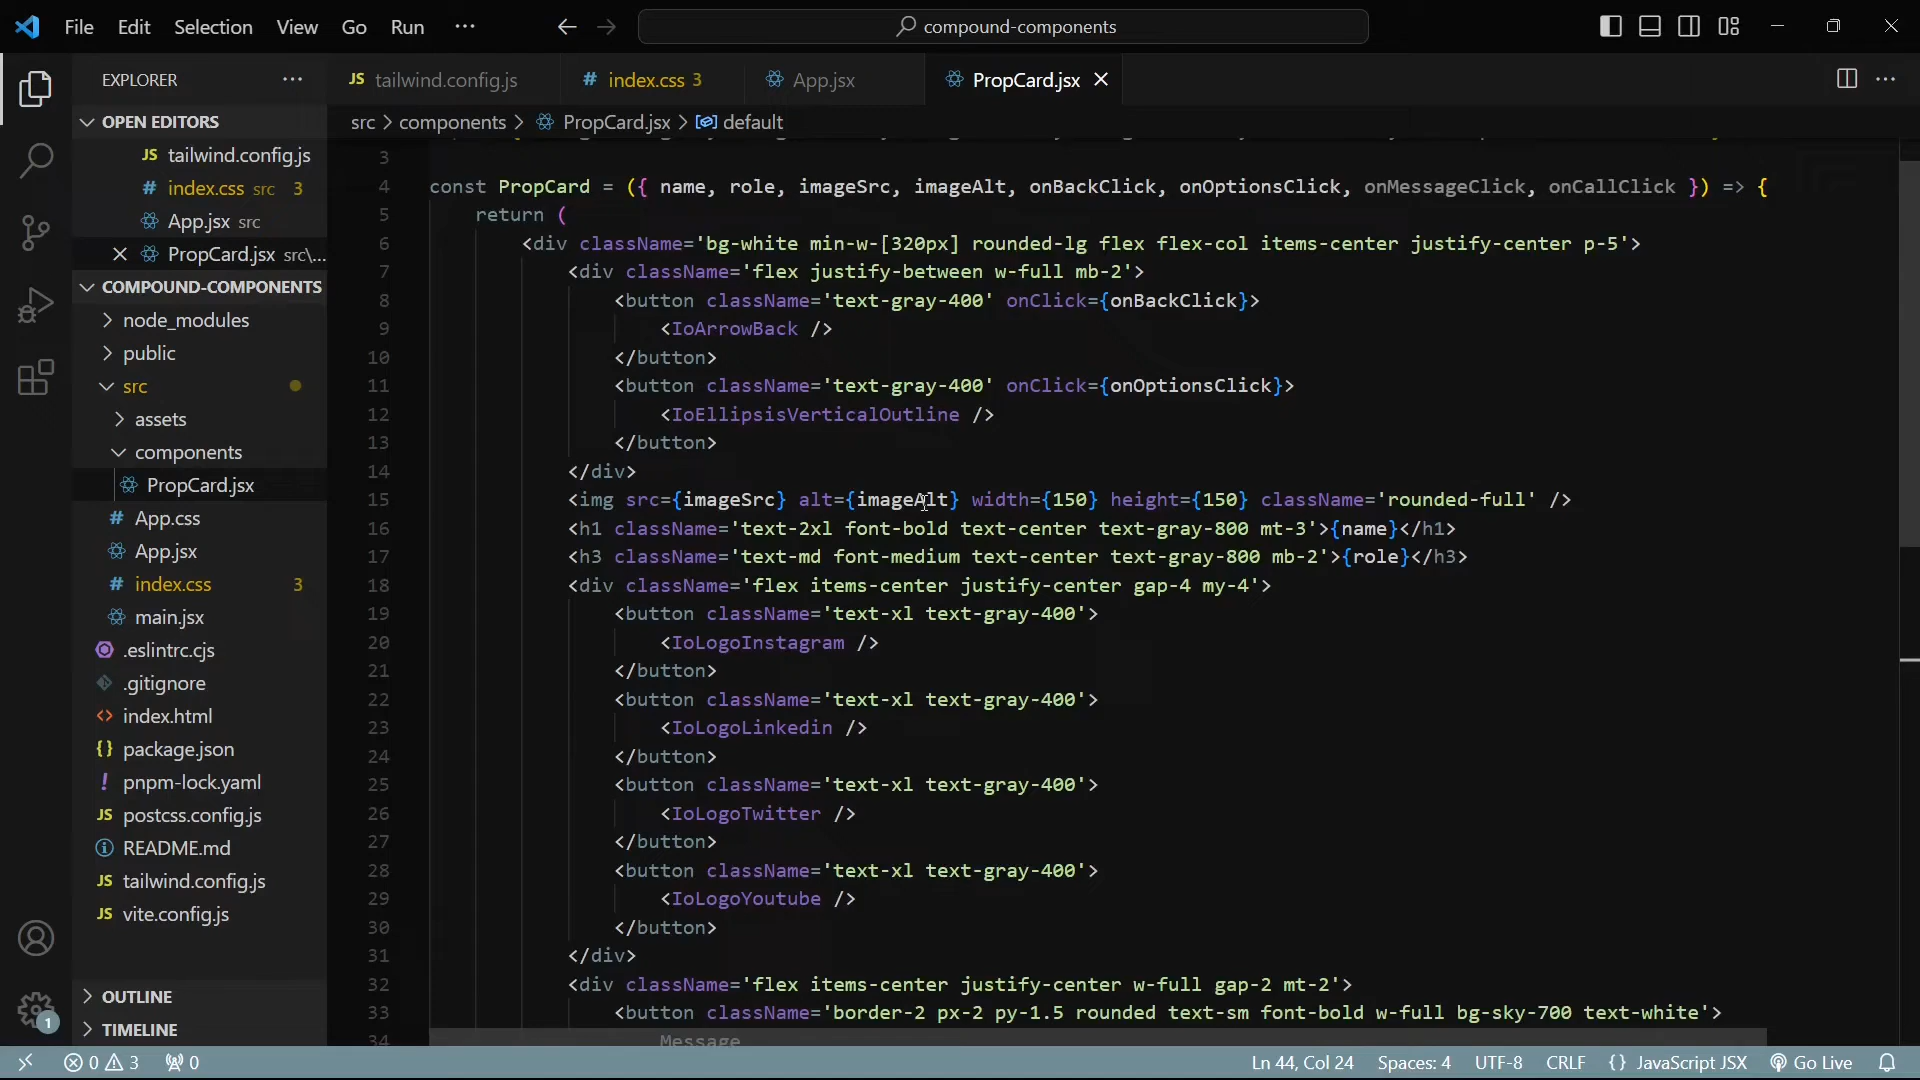 File Edit Selection View Go Run ···
compound-components
EXPLORER ···
JS tailwind.config.js
# index.css 3
App.jsx
PropCard.jsx
src > components > PropCard.jsx > default
OPEN EDITORS
JS tailwind.config.js
# index.css src 3
App.jsx src
PropCard.jsx src\...
COMPOUND-COMPONENTS
node_modules
public
src
assets
components
PropCard.jsx
# App.css
App.jsx
# index.css 3
main.jsx
.eslintrc.cjs
.gitignore
<> index.html
{} package.json
! pnpm-lock.yaml
JS postcss.config.js
README.md
JS tailwind.config.js
JS vite.config.js
OUTLINE
TIMELINE
1
3
4 const PropCard = ({ name, role, imageSrc, imageAlt, onBackClick, onOptionsClick, onMessageClick, onCallClick }) => {
5 return (
6 <div className='bg-white min-w-[320px] rounded-lg flex flex-col items-center justify-center p-5'>
7 <div className='flex justify-between w-full mb-2'>
8 <button className='text-gray-400' onClick={onBackClick}>
9 <IoArrowBack />
10 </button>
11 <button className='text-gray-400' onClick={onOptionsClick}>
12 <IoEllipsisVerticalOutline />
13 </button>
14 </div>
15 <img src={imageSrc} alt={imageAlt} width={150} height={150} className='rounded-full' />
16 <h1 className='text-2xl font-bold text-center text-gray-800 mt-3'>{name}</h1>
17 <h3 className='text-md font-medium text-center text-gray-800 mb-2'>{role}</h3>
18 <div className='flex items-center justify-center gap-4 my-4'>
19 <button className='text-xl text-gray-400'>
20 <IoLogoInstagram />
21 </button>
22 <button className='text-xl text-gray-400'>
23 <IoLogoLinkedin />
24 </button>
25 <button className='text-xl text-gray-400'>
26 <IoLogoTwitter />
27 </button>
28 <button className='text-xl text-gray-400'>
29 <IoLogoYoutube />
30 </button>
31 </div>
32 <div className='flex items-center justify-center w-full gap-2 mt-2'>
33 <button className='border-2 px-2 py-1.5 rounded text-sm font-bold w-full bg-sky-700 text-white'>
34 Message
0 3 0 Ln 44, Col 24 Spaces: 4 UTF-8 CRLF {} JavaScript JSX Go Live